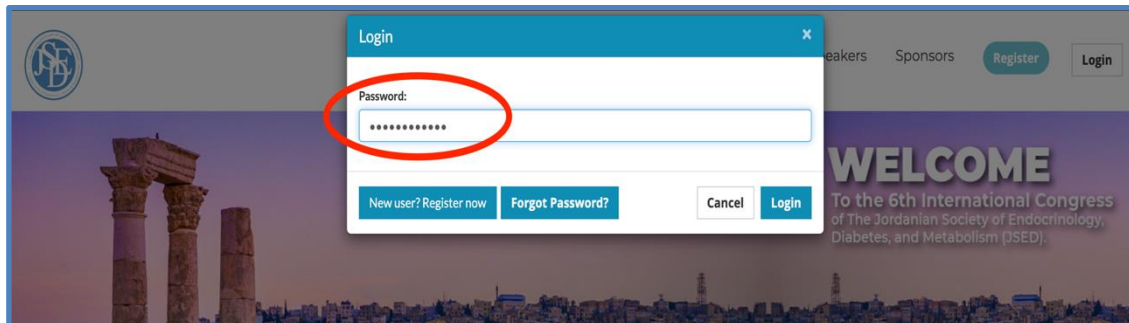 Login
x
eakers Sponsors Register Login
Password:
••••••••••••
New user? Register now Forgot Password? Cancel Login
WELCOME
To the 6th International Congress
of The Jordanian Society of Endocrinology,
Diabetes, and Metabolism (JSED).